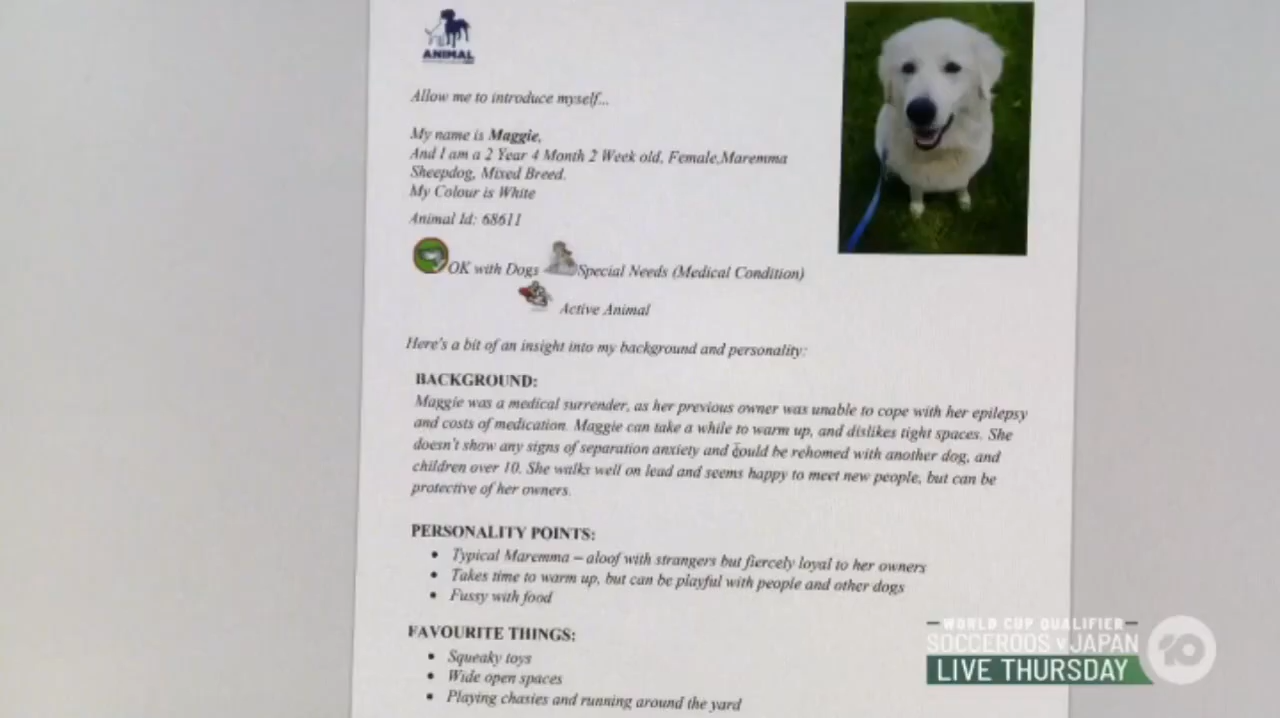 ANIMAL
Allow me to introduce myself...
My name is Maggie,
And I am a 2 Year 4 Month 2 Week old, Female,Maremma
Sheepdog, Mixed Breed.
My Colour is White
Animal Id: 68611
OK with Dogs Special Needs (Medical Condition)
Active Animal
Here's a bit of an insight into my background and personality:
BACKGROUND:
Maggie was a medical surrender, as her previous owner was unable to cope with her epilepsy
and costs of medication. Maggie can take a while to warm up, and dislikes tight spaces. She
doesn't show any signs of separation anxiety and could be rehomed with another dog, and
children over 10. She walks well on lead and seems happy to meet new people, but can be
protective of her owners.
PERSONALITY POINTS:
• Typical Maremma – aloof with strangers but fiercely loyal to her owners
• Takes time to warm up, but can be playful with people and other dogs
• Fussy with food
FAVOURITE THINGS:
• Squeaky toys
• Wide open spaces
• Playing chasies and running around the yard
WORLD CUP QUALIFIER
SOCCEROOS v JAPAN
LIVE THURSDAY
10